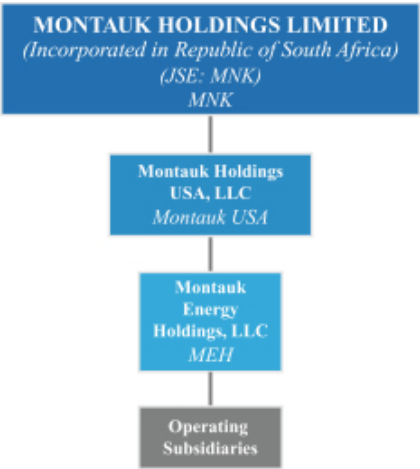 MONTAUK HOLDINGS LIMITED
(Incorporated in Republic of South Africa)
(JSE: MNK)
MNK
Montauk Holdings
USA, LLC
Montauk USA
Montauk
Energy
Holdings, LLC
MEH
Operating
Subsidiaries